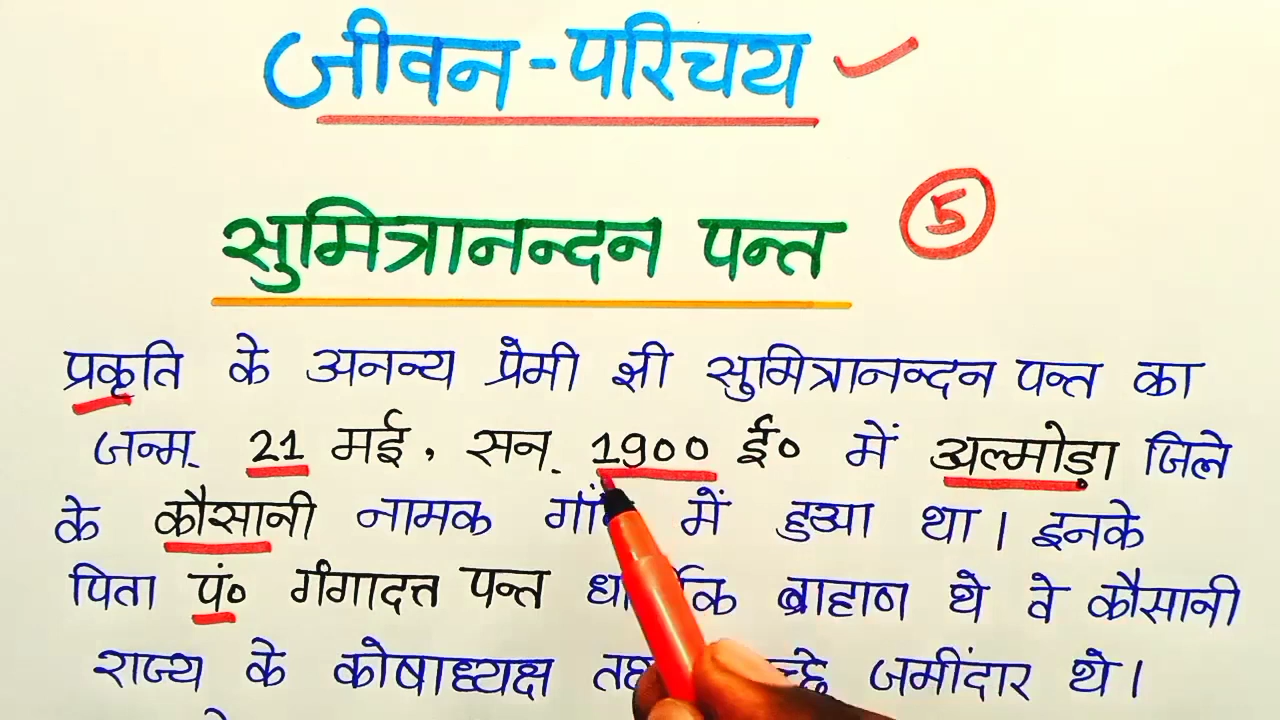 जीवन-परिचय
सुमित्रानन्दन पन्त
5
प्रकृति के अनन्य प्रेमी श्री सुमित्रानन्दन पन्त का
जन्म. 21 मई, सन. 1900 ई० में अल्मोड़ा जिले
के कौसानी नामक में हुआ था। इनके
पिता पं० गंगादत्त पन्त ब्राह्मण थे वे कौसानी
राज्य के कोषाध्यक्ष जमींदार थे।